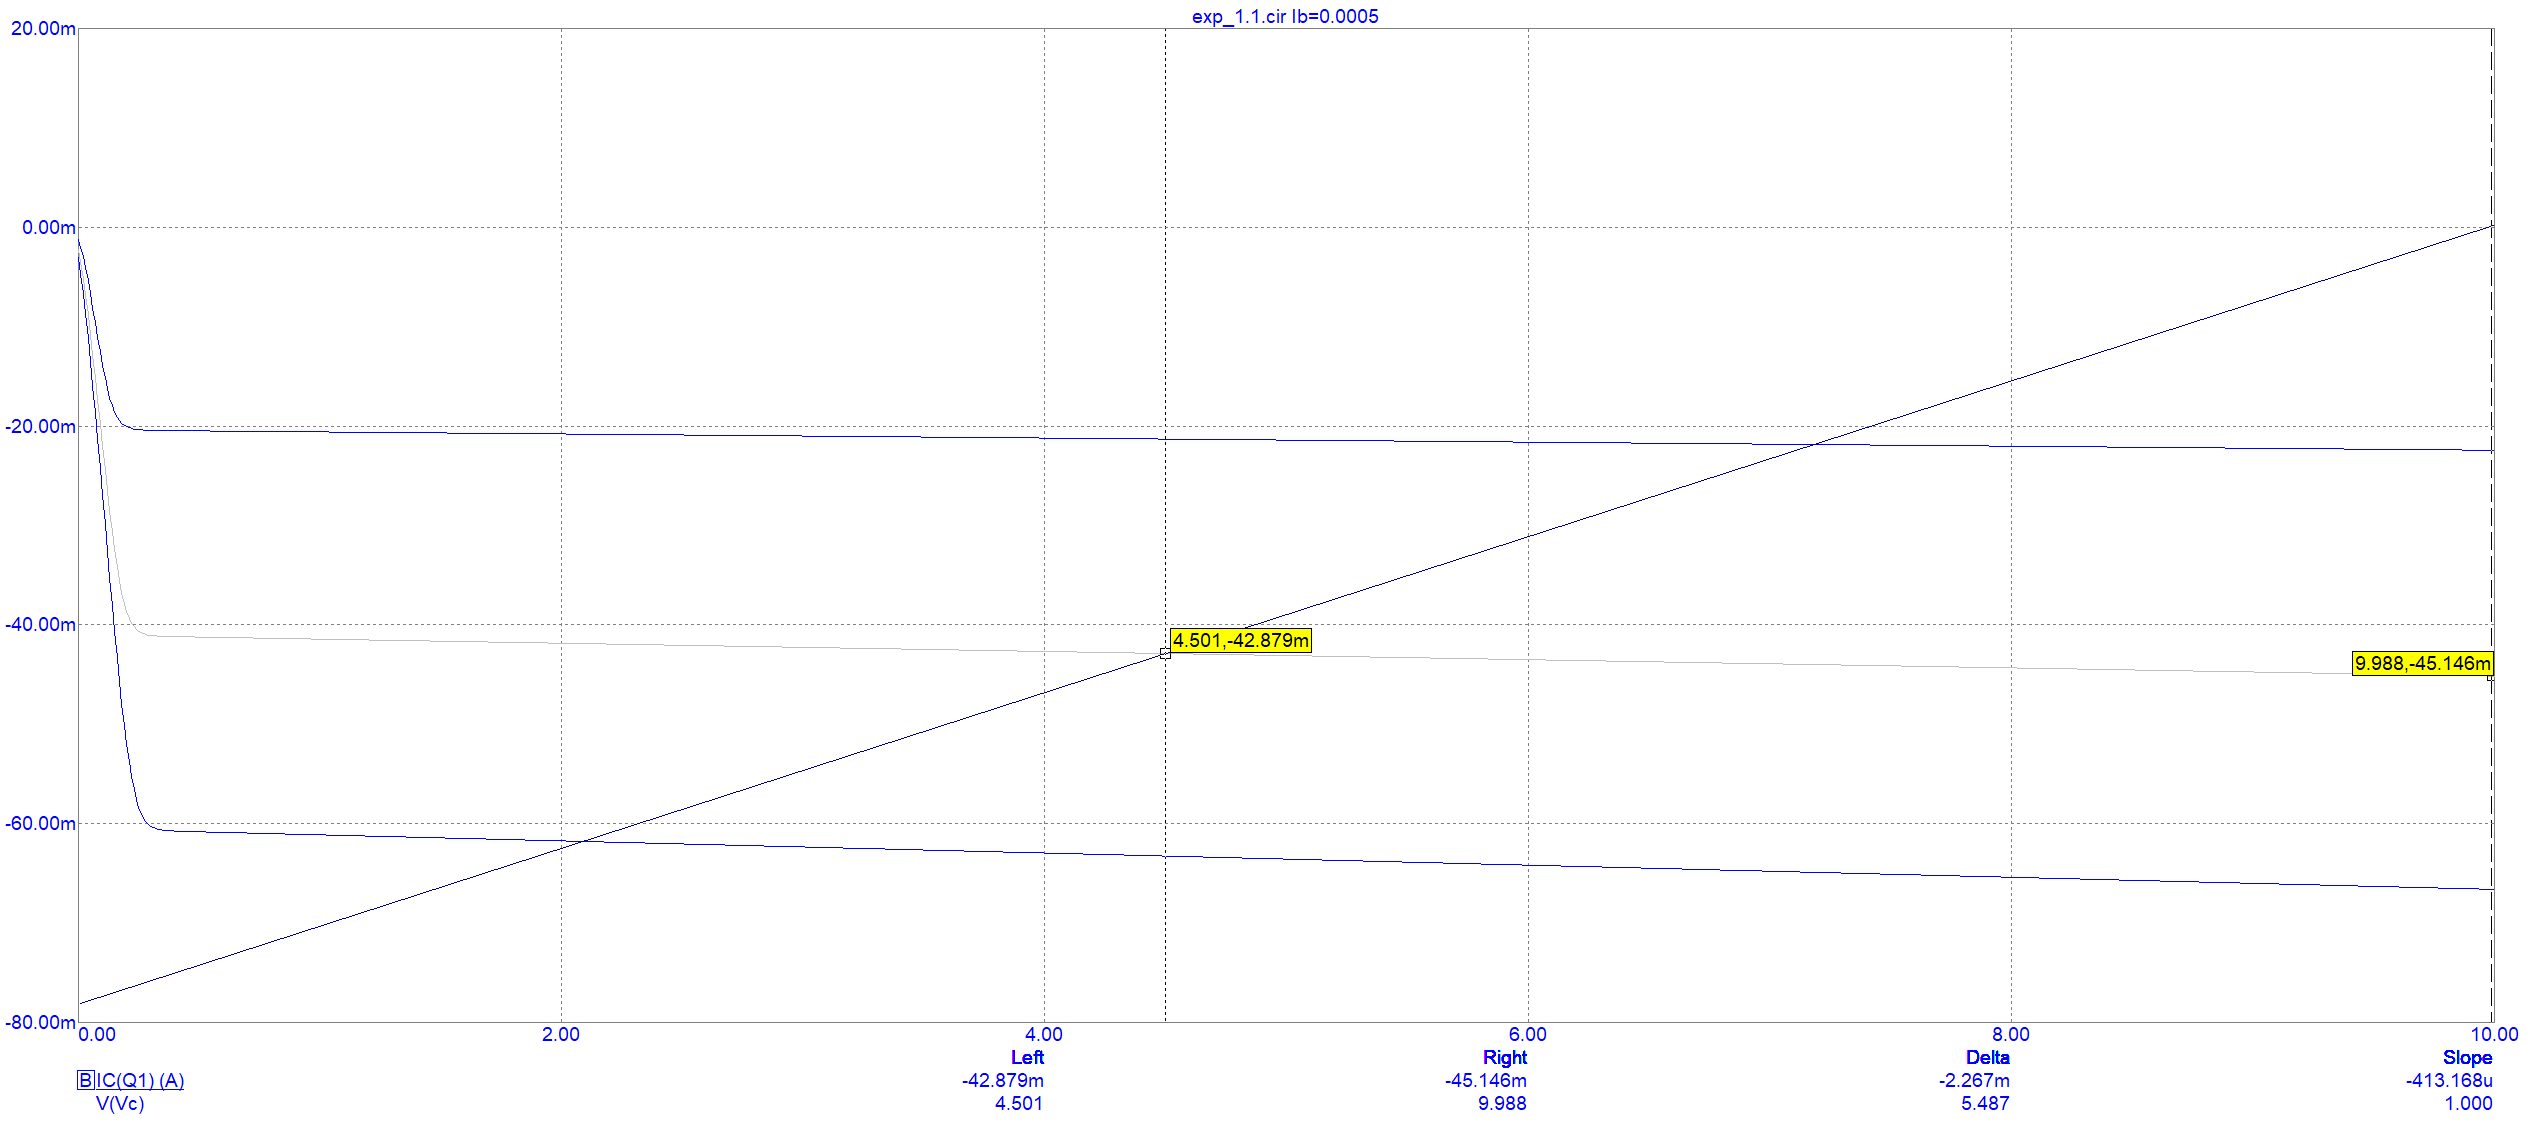 exp_1.1.cir Ib=0.0005
20.00m
0.00m
-20.00m
-40.00m
4.501,-42.879m
9.988,-45.146m
-60.00m
-80.00m
0.00 2.00 4.00 6.00 8.00 10.00
Left Right Delta Slope
B IC(Q1) (A) -42.879m -45.146m -2.267m -413.168u
V(Vc) 4.501 9.988 5.487 1.000